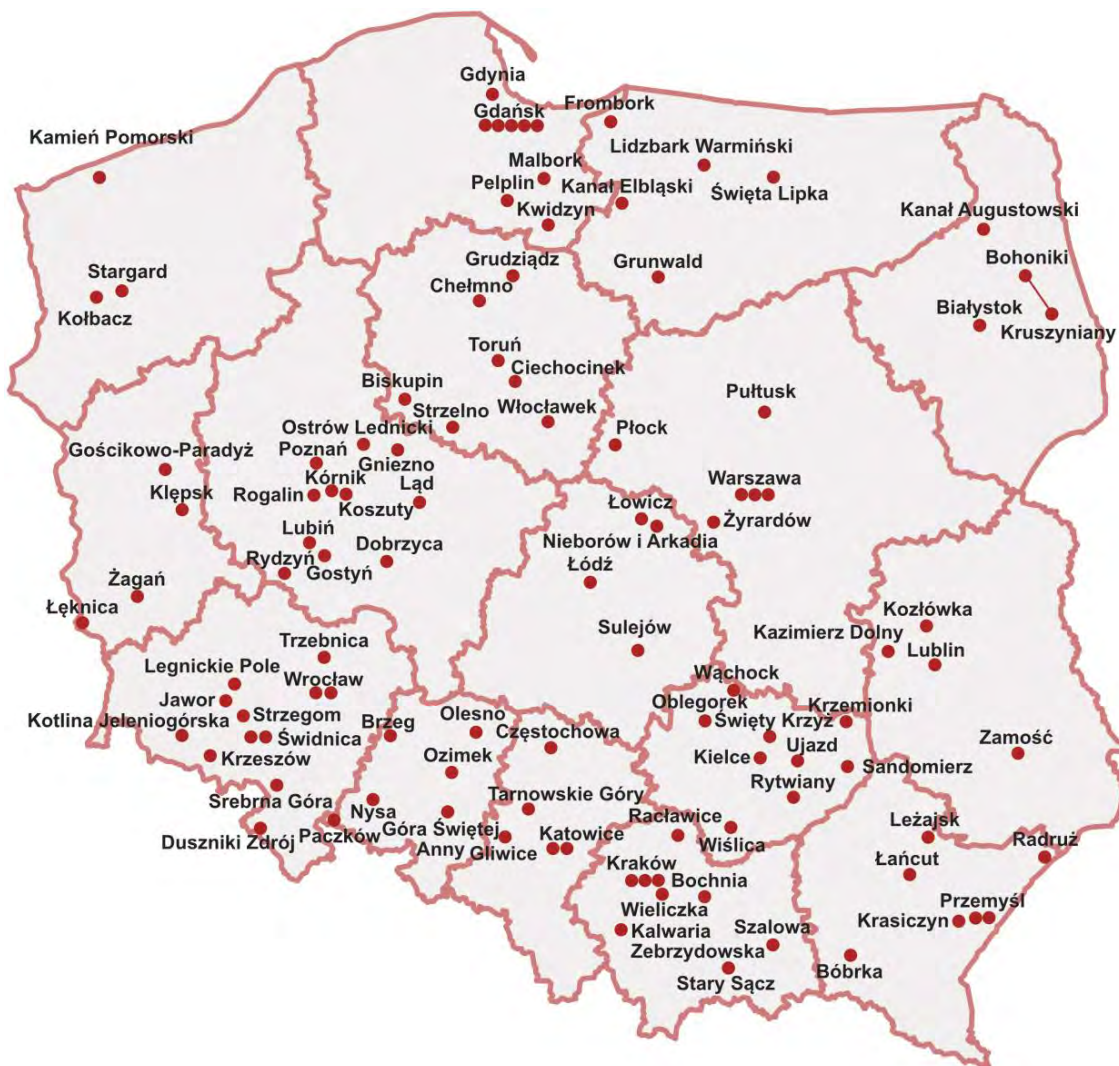 Gdynia
Gdańsk
Frombork
Kamień Pomorski
Lidzbark Warmiński
Malbork
Pelplin
Kanał Elbląski
Święta Lipka
Kwidzyn
Kanał Augustowski
Grudziądz
Grunwald
Bohoniki
Stargard
Chełmno
Kołbacz
Białystok
Kruszyniany
Toruń
Ciechocinek
Biskupin
Pułtusk
Strzelno
Włocławek
Ostrów Lednicki
Płock
Gościkowo-Paradyż
Poznań
Gniezno
Kórnik
Ląd
Warszawa
Klępsk
Rogalin
Koszuty
Łowicz
Żyrardów
Lubiń
Nieborów i Arkadia
Dobrzyca
Rydzyń
Gostyń
Łódź
Żagań
Łęknica
Kozłówka
Sulejów
Kazimierz Dolny
Trzebnica
Lublin
Legnickie Pole
Wrocław
Wąchock
Jawor
Oblęgorek
Krzemionki
Kotlina Jeleniogórska
Strzegom
Brzeg
Olesno
Święty Krzyż
Świdnica
Częstochowa
Ujazd
Krzeszów
Kielce
Zamość
Ozimek
Sandomierz
Rytwiany
Srebrna Góra
Tarnowskie Góry
Nysa
Racławice
Leżajsk
Paczków
Góra Świętej
Anny
Duszniki Zdrój
Katowice
Wiślica
Radruż
Gliwice
Łańcut
Kraków
Bochnia
Przemyśl
Wieliczka
Krasiczyn
Kalwaria
Zebrzydowska
Szalowa
Stary Sącz
Bóbrka